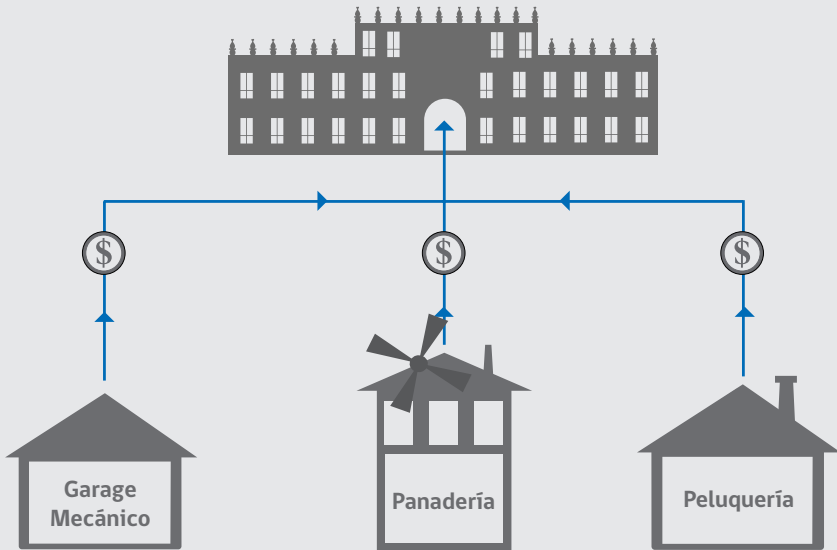 $
$
$
Garage
Mecánico
Panadería
Peluquería